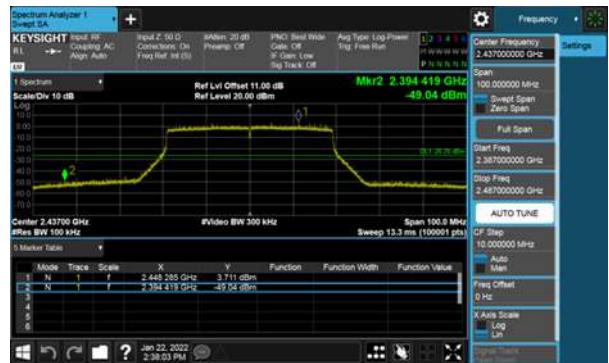 Spectrum Analyzer 1
Swept SA
+
Frequency
KEYSIGHT
Input: RF
Input Z: 50 Ω
#Atten: 20 dB
PNO: Best Wide
Avg Type: Log-Power
1 2 3 4 5 6
RL
Coupling: AC
Corrections: On
Preamp: Off
Gate: Off
Trig: Free Run
Align: Auto
Freq Ref: Int (S)
IF Gain: Low
Sig Track: Off
Center Frequency
2.437000000 GHz
Settings
1 Spectrum
Ref Lvl Offset 11.00 dB
Mkr2 2.394 419 GHz
Scale/Div 10 dB
Ref Level 20.00 dBm
-49.04 dBm
Log
Span
100.000000 MHz
Swept Span
Zero Span
Full Span
Start Freq
2.387000000 GHz
Stop Freq
2.487000000 GHz
AUTO TUNE
Center 2.43700 GHz
#Video BW 300 kHz
Span 100.0 MHz
#Res BW 100 kHz
Sweep 13.3 ms (100001 pts)
CF Step
10.000000 MHz
Auto
Man
Freq Offset
0 Hz
X Axis Scale
Log
Lin
5 Marker Table
Mode Trace Scale X Y Function Function Width Function Value
1 N 1 f 2.448 285 GHz 3.711 dBm
2 N 1 f 2.394 419 GHz -49.04 dBm
3
4
5
6
? Jan 22, 2022
2:38:03 PM